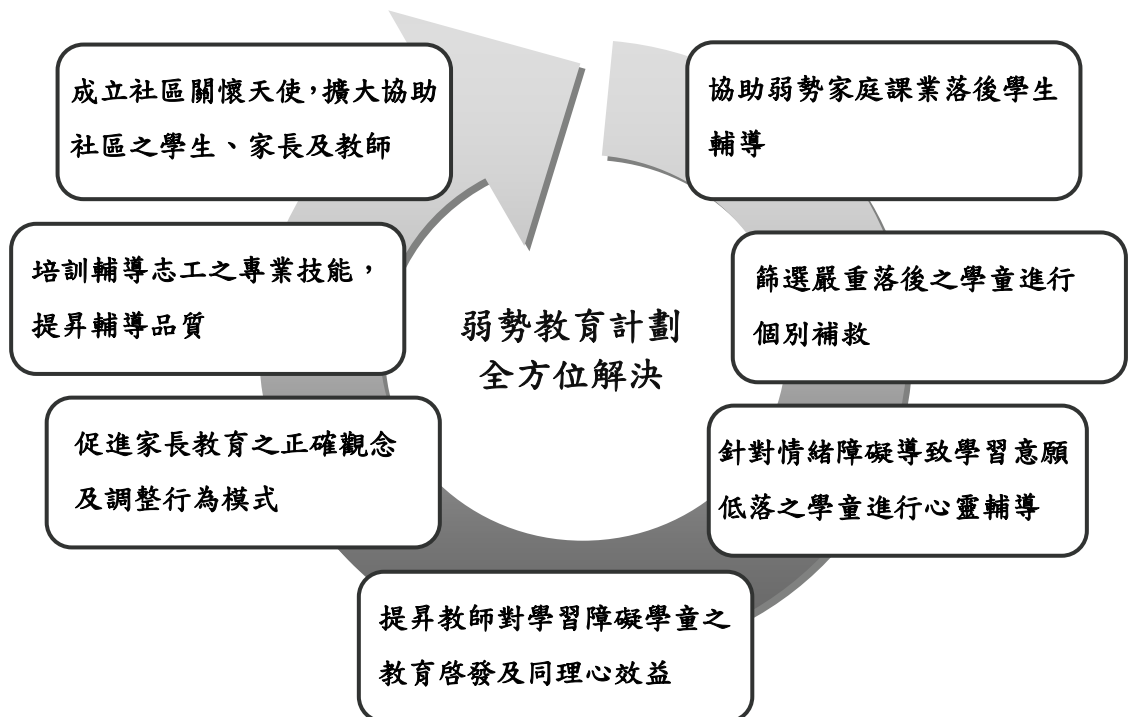 弱勢教育計劃
全方位解決
協助弱勢家庭課業落後學生
輔導
篩選嚴重落後之學童進行
個別補救
針對情緒障礙導致學習意願
低落之學童進行心靈輔導
提昇教師對學習障礙學童之
教育啓發及同理心效益
促進家長教育之正確觀念
及調整行為模式
培訓輔導志工之專業技能，
提昇輔導品質
成立社區關懷天使，擴大協助
社區之學生、家長及教師